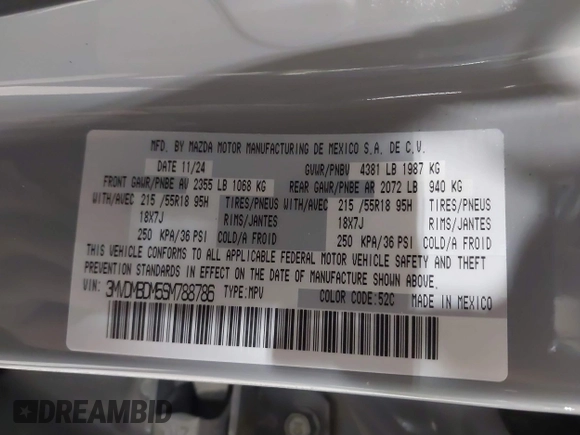 MFD. BY MAZDA MOTOR MANUFACTURING DE MEXICO S.A. DE C.V.
DATE 11/24 GVWR/PNBV 4381 LB 1987 KG
FRONT GAWR/PNBE AV 2355 LB 1068 KG REAR GAWR/PNBE AR 2072 LB 940 KG
WITH/AVEC 215 /55R18 95H TIRES/PNEUS WITH/AVEC 215 /55R18 95H TIRES/PNEUS
18X7J RIMS/JANTES 18X7J RIMS/JANTES
250 KPA/36 PSI COLD/A FROID 250 KPA/36 PSI COLD/A FROID
THIS VEHICLE CONFORMS TO ALL APPLICABLE FEDERAL MOTOR VEHICLE SAFETY AND THEFT
PREVENTION STANDARDS IN EFFECT ON THE DATE OF MANUFACTURE SHOWN ABOVE.
VIN: TYPE:MPV COLOR CODE:52C MADE IN MEXICO
DREAMBID